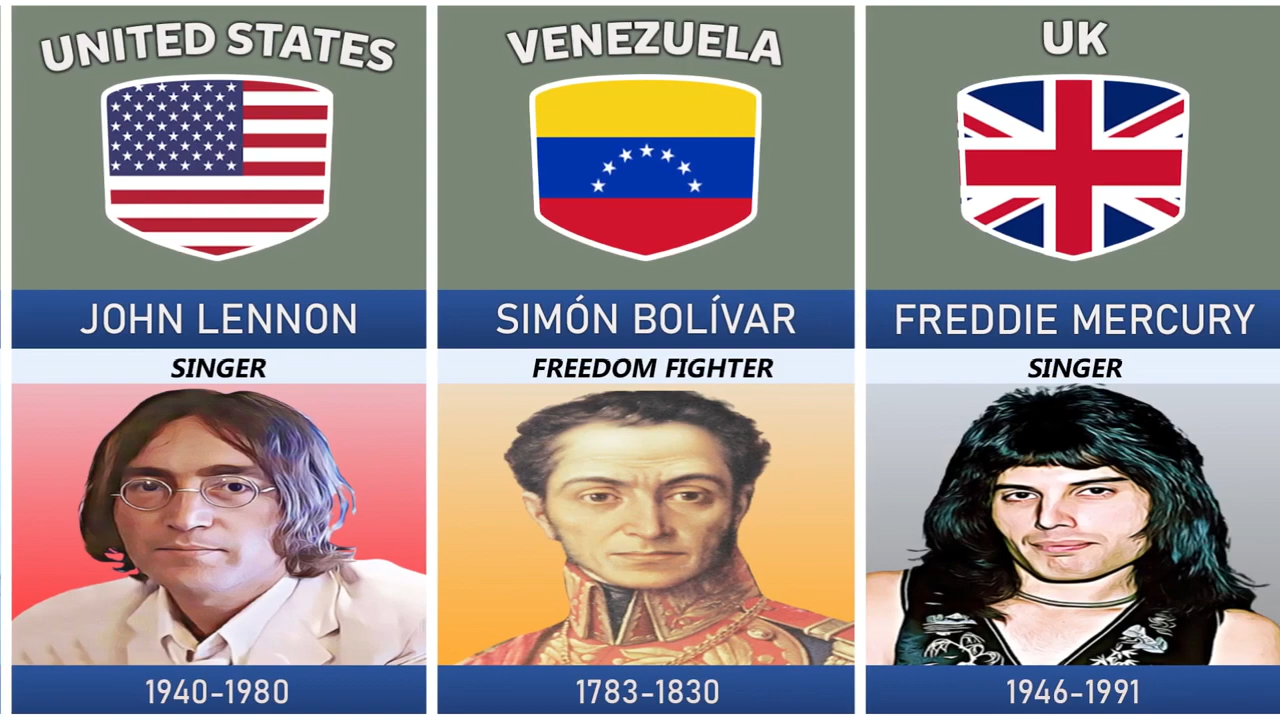 UNITED STATES
JOHN LENNON
SINGER
1940-1980
VENEZUELA
SIMÓN BOLÍVAR
FREEDOM FIGHTER
1783-1830
UK
FREDDIE MERCURY
SINGER
1946-1991